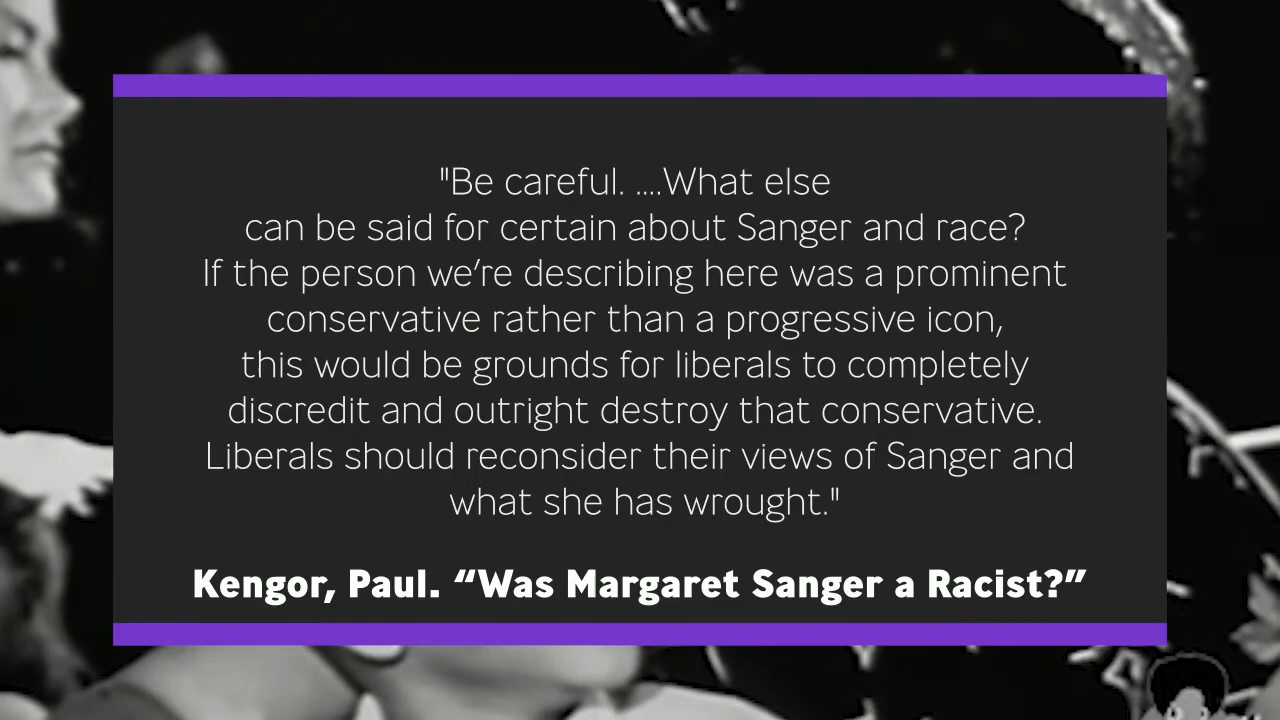 "Be careful. ....What else
can be said for certain about Sanger and race?
If the person we’re describing here was a prominent
conservative rather than a progressive icon,
this would be grounds for liberals to completely
discredit and outright destroy that conservative.
Liberals should reconsider their views of Sanger and
what she has wrought."
Kengor, Paul. “Was Margaret Sanger a Racist?”